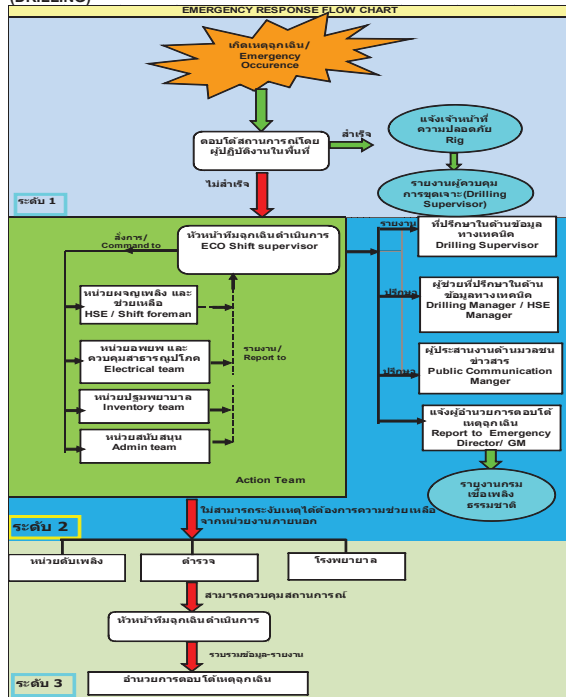 (DRILLING)
EMERGENCY RESPONSE FLOW CHART
เกิดเหตุฉุกเฉิน/
Emergency
Occurence
ตอบโต้สถานการณ์โดย
ผู้ปฏิบัติงานในพื้นที่
สำเร็จ
แจ้งเจ้าหน้าที่
ความปลอดภัย
Rig
รายงานผู้ควบคุม
การขุดเจาะ(Drilling
Supervisor)
ไม่สำเร็จ
ระดับ 1
สั่งการ/
Command to
หัวหน้าทีมฉุกเฉินดำเนินการ
ECO Shift supervisor
หน่วยผจญเพลิง และ
ช่วยเหลือ
HSE / Shift foreman
หน่วยอพยพ และ
ควบคุมสาธารณูปโภค
Electrical team
หน่วยปฐมพยาบาล
Inventory team
หน่วยสนับสนุน
Admin team
รายงาน/
Report to
Action Team
รายงาน
ที่ปรึกษาในด้านข้อมูล
ทางเทคนิค
Drilling Supervisor
ปรึกษา
ผู้ช่วยที่ปรึกษาในด้าน
ข้อมูลทางเทคนิค
Drilling Manager / HSE
Manager
ปรึกษา
ผู้ประสานงานด้านมวลชน
ข่าวสาร
Public Communication
Manger
แจ้งผู้อำนวยการตอบโต้
เหตุฉุกเฉิน
Report to Emergency
Director/ GM
รายงานกรม
เชื้อเพลิง
ธรรมชาติ
ไม่สามารถระงับเหตุได้ต้องการความช่วยเหลือ
จากหน่วยงานภายนอก
ระดับ 2
หน่วยดับเพลิง
ตำรวจ
โรงพยาบาล
สามารถควบคุมสถานการณ์
หัวหน้าทีมฉุกเฉินดำเนินการ
รวบรวมข้อมูล-รายงาน
อำนวยการตอบโต้เหตุฉุกเฉิน
ระดับ 3